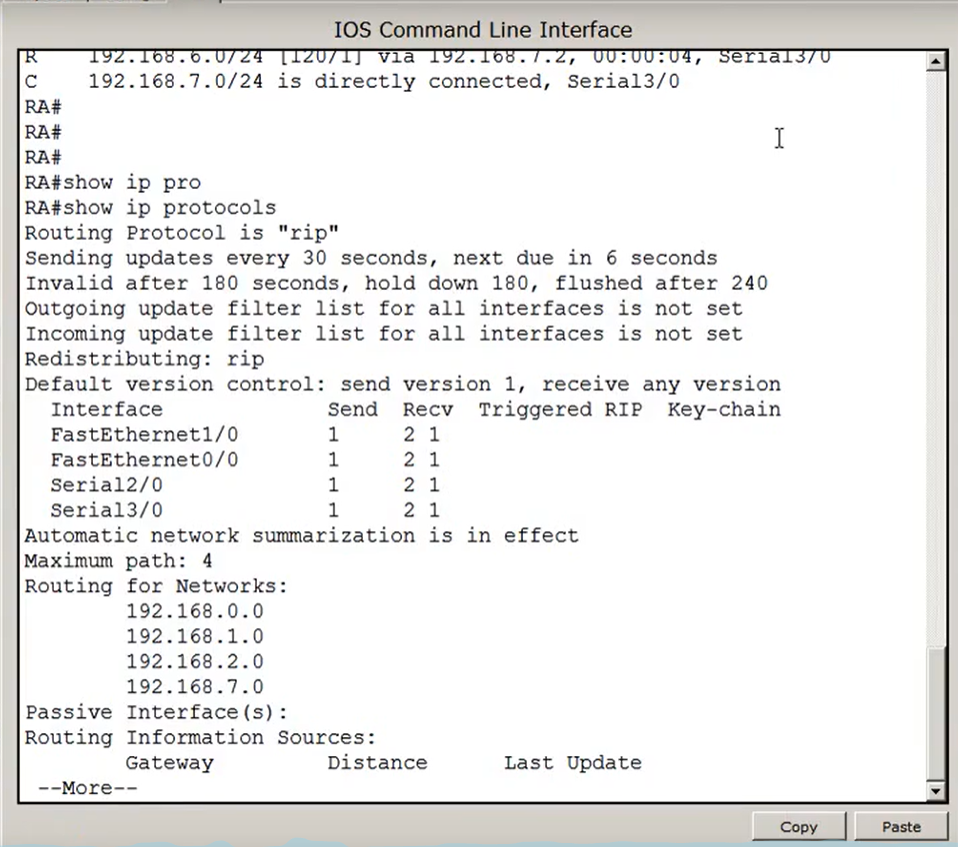 IOS Command Line Interface
R 192.168.6.0/24 [120/1] via 192.168.7.2, 00:00:04, Serial3/0
C 192.168.7.0/24 is directly connected, Serial3/0
RA#
RA#
RA#
RA#show ip pro
RA#show ip protocols
Routing Protocol is "rip"
Sending updates every 30 seconds, next due in 6 seconds
Invalid after 180 seconds, hold down 180, flushed after 240
Outgoing update filter list for all interfaces is not set
Incoming update filter list for all interfaces is not set
Redistributing: rip
Default version control: send version 1, receive any version
Interface Send Recv Triggered RIP Key-chain
FastEthernet1/0 1 2 1
FastEthernet0/0 1 2 1
Serial2/0 1 2 1
Serial3/0 1 2 1
Automatic network summarization is in effect
Maximum path: 4
Routing for Networks:
192.168.0.0
192.168.1.0
192.168.2.0
192.168.7.0
Passive Interface(s):
Routing Information Sources:
Gateway Distance Last Update
--More--
Copy Paste